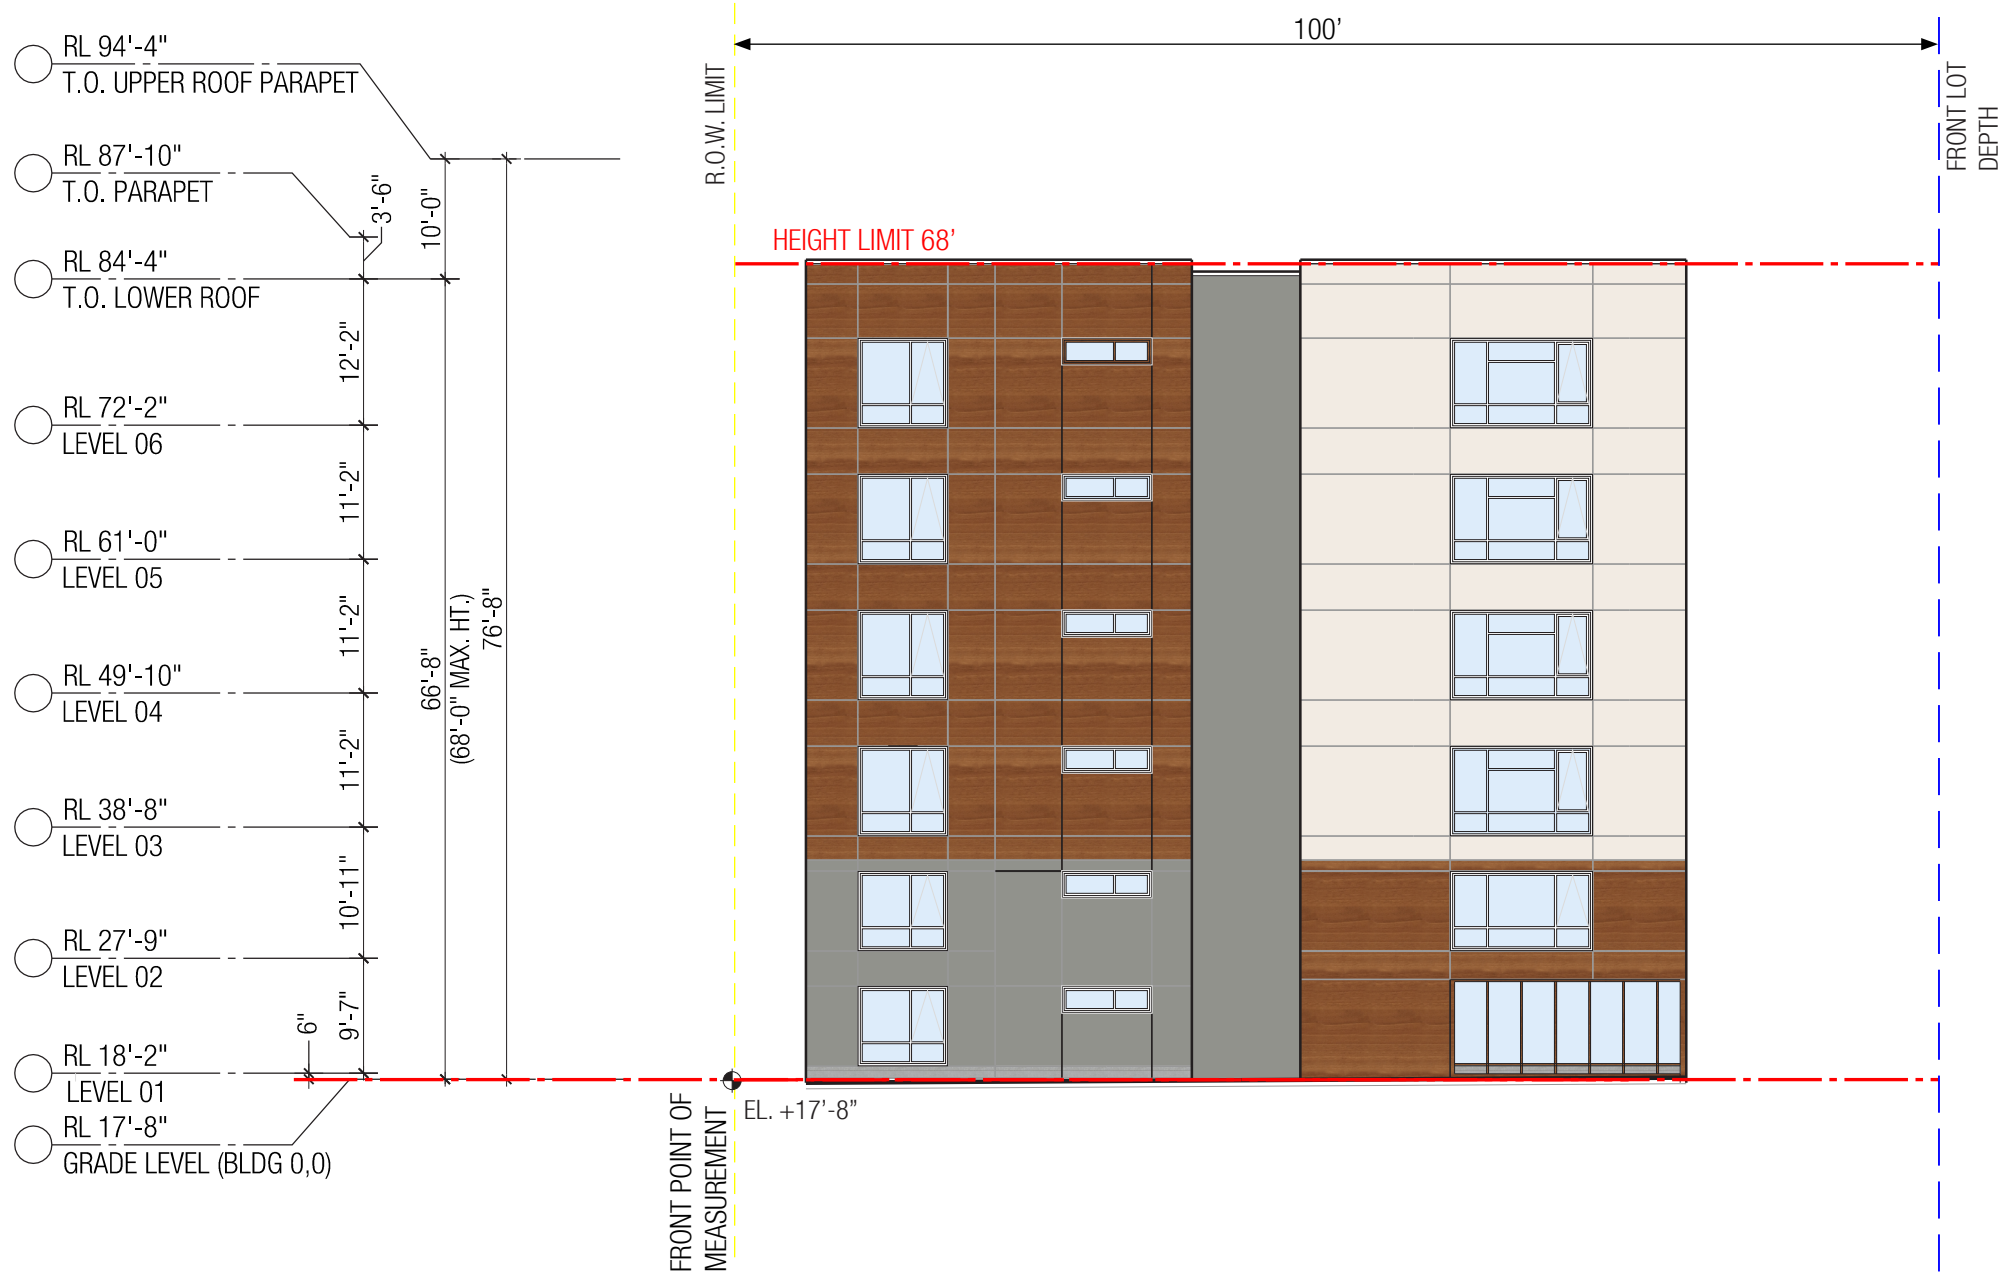 RL 94'-4"
T.O. UPPER ROOF PARAPET
RL 87'-10"
T.O. PARAPET
RL 84'-4"
T.O. LOWER ROOF
RL 72'-2"
LEVEL 06
RL 61'-0"
LEVEL 05
RL 49'-10"
LEVEL 04
RL 38'-8"
LEVEL 03
RL 27'-9"
LEVEL 02
RL 18'-2"
LEVEL 01
RL 17'-8"
GRADE LEVEL (BLDG 0,0)
3'-6"
12'-2"
11'-2"
11'-2"
11'-2"
10'-11"
9'-7"
6"
10'-0"
66'-8"
(68'-0" MAX. HT.)
76'-8"
100’
R.O.W. LIMIT
FRONT LOT
DEPTH
HEIGHT LIMIT 68’
EL. +17’-8”
FRONT POINT OF
MEASUREMENT